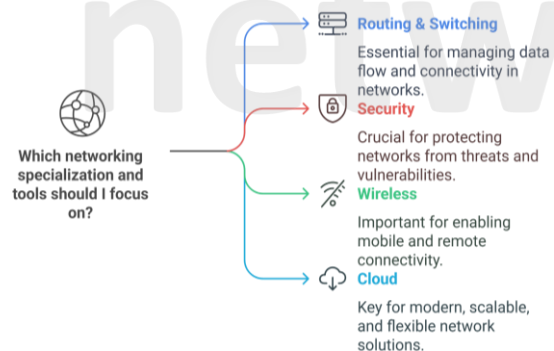 netw
Routing & Switching
Essential for managing data
flow and connectivity in
networks.
Security
Crucial for protecting
networks from threats and
vulnerabilities.
Which networking
specialization and
tools should I focus
on?
Wireless
Important for enabling
mobile and remote
connectivity.
Cloud
Key for modern, scalable,
and flexible network
solutions.